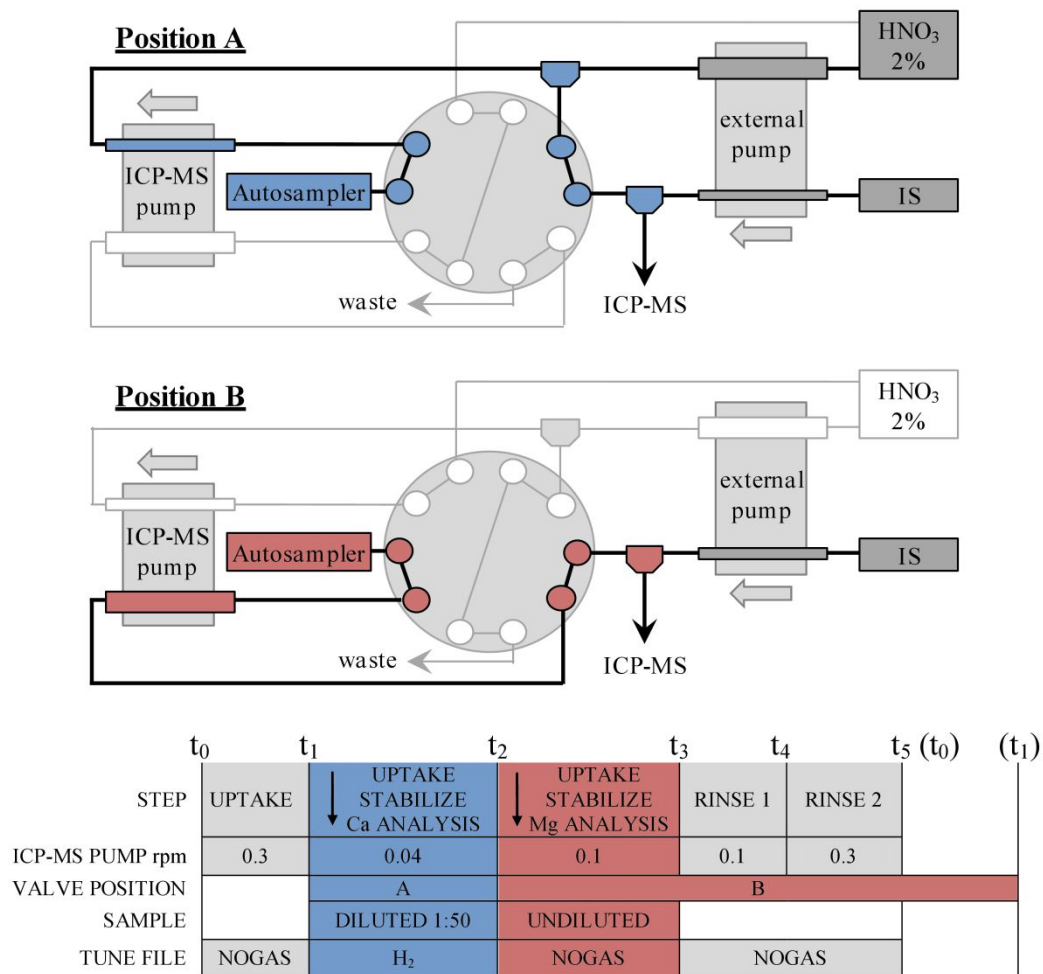 Position A
HNO₃
2%
ICP-MS
pump
Autosampler
external
pump
IS
waste
ICP-MS
Position B
HNO₃
2%
ICP-MS
pump
Autosampler
external
pump
IS
waste
ICP-MS
t₀ t₁ t₂ t₃ t₄ t₅ (t₀) (t₁)
STEP UPTAKE UPTAKE STABILIZE Ca ANALYSIS UPTAKE STABILIZE Mg ANALYSIS RINSE 1 RINSE 2
ICP-MS PUMP rpm 0.3 0.04 0.1 0.1 0.3
VALVE POSITION A B
SAMPLE DILUTED 1:50 UNDILUTED
TUNE FILE NOGAS H₂ NOGAS NOGAS